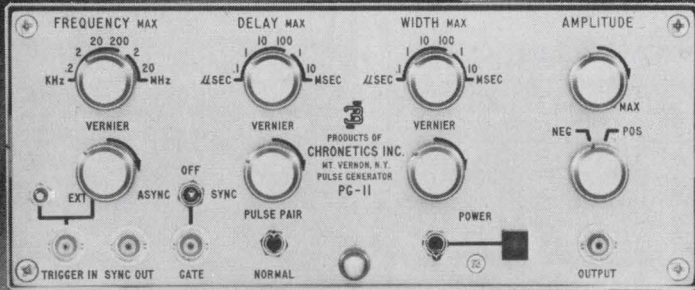 FREQUENCY MAX
DELAY MAX
WIDTH MAX
AMPLITUDE
20 200
2 2
.2 20
KHz MHz
10 100
1 1
.1 10
μSEC MSEC
10 100
1 1
.1 10
μSEC MSEC
MAX
VERNIER
VERNIER
VERNIER
PRODUCTS OF
CHRONETICS INC.
MT. VERNON, N.Y.
PULSE GENERATOR
PG-11
NEG POS
OFF
EXT ASYNC SYNC
PULSE PAIR
POWER
TRIGGER IN SYNC OUT GATE NORMAL OUTPUT